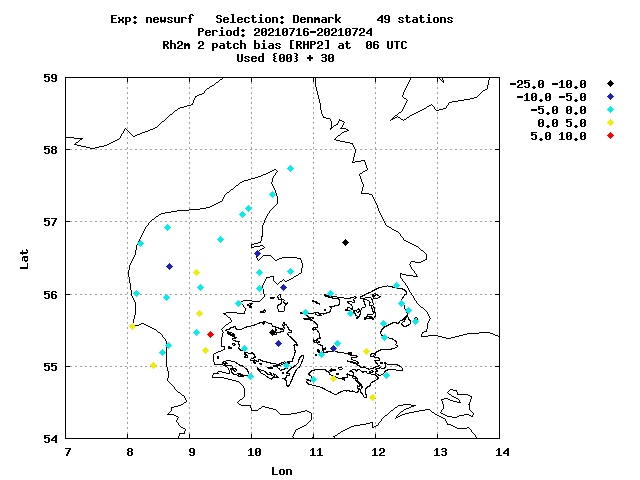 Exp: newsurf   Selection: Denmark     49 stations
Period: 20210716-20210724
Rh2m 2 patch bias [RHP2] at  06 UTC
Used {00} + 30
-25.0 -10.0
-10.0 -5.0
-5.0 0.0
0.0 5.0
5.0 10.0
59
58
57
56
55
54
Lat
7 8 9 10 11 12 13 14
Lon